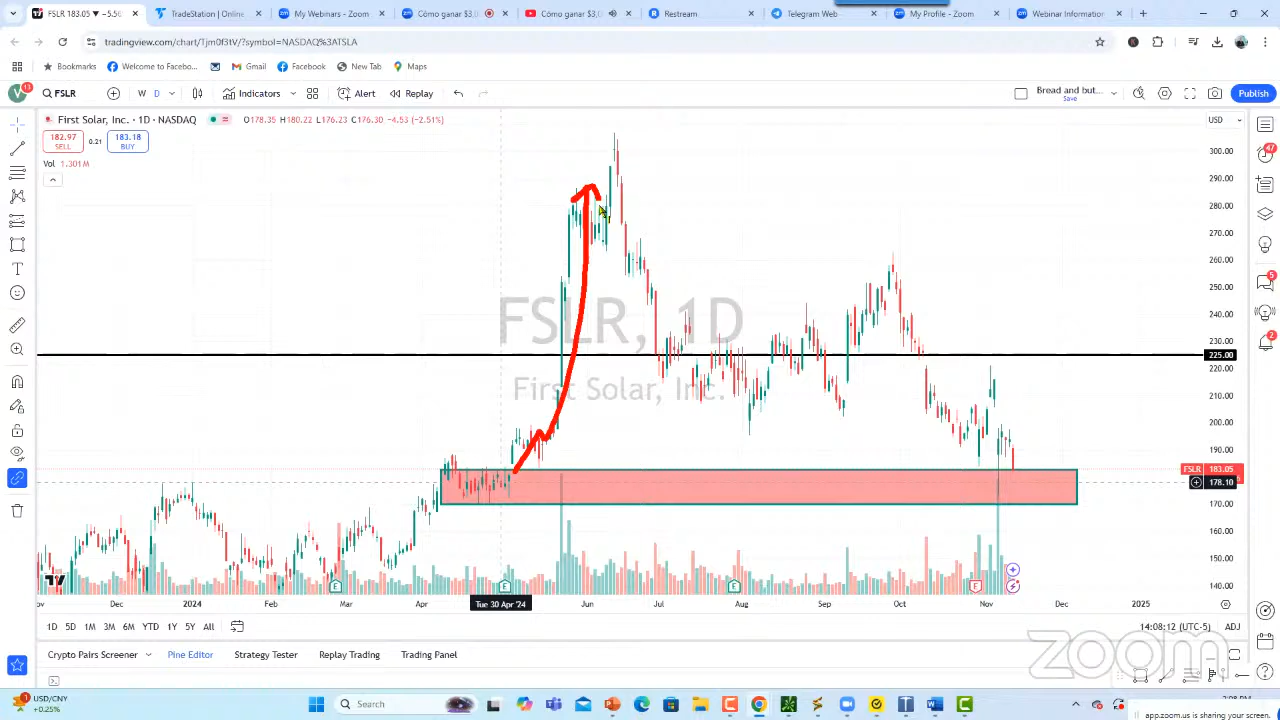 FSLR 183.05 ▼ −5.56
TradeStation |
My Webinars - Zoom
Cómo ganar $3,
Cómo ganar $3,0
Restream
Telegram Web
My Profile - Zoom
Webinar Information
tradingview.com/chart/1jm0f3tV/?symbol=NASDAQ%3ATSLA
Bookmarks
Welcome to Facebo...
Gmail
Facebook
New Tab
Maps
V
13
FSLR
W
D
Indicators
Alert
Replay
Bread and but...
Save
Publish
First Solar, Inc. · 1D · NASDAQ
O178.35 H180.22 L176.23 C176.30 −4.53 (−2.51%)
USD
182.97
SELL
0.21
183.18
BUY
Vol 1.301M
300.00
290.00
280.00
270.00
260.00
250.00
240.00
230.00
225.00
220.00
210.00
200.00
190.00
FSLR 183.05
178.10
170.00
160.00
150.00
140.00
FSLR, 1D
First Solar, Inc.
47
5
2
E
E
E
E
Dec
2024
Feb
Mar
Apr
Tue 30 Apr '24
Jun
Jul
Aug
Sep
Oct
Nov
Dec
2025
1D
5D
1M
3M
6M
YTD
1Y
5Y
All
14:08:12 (UTC-5)
ADJ
Crypto Pairs Screener
Pine Editor
Strategy Tester
Replay Trading
Trading Panel
zoom
1
USD/CNY
+0.25%
Search
app.zoom.us is sharing your screen.